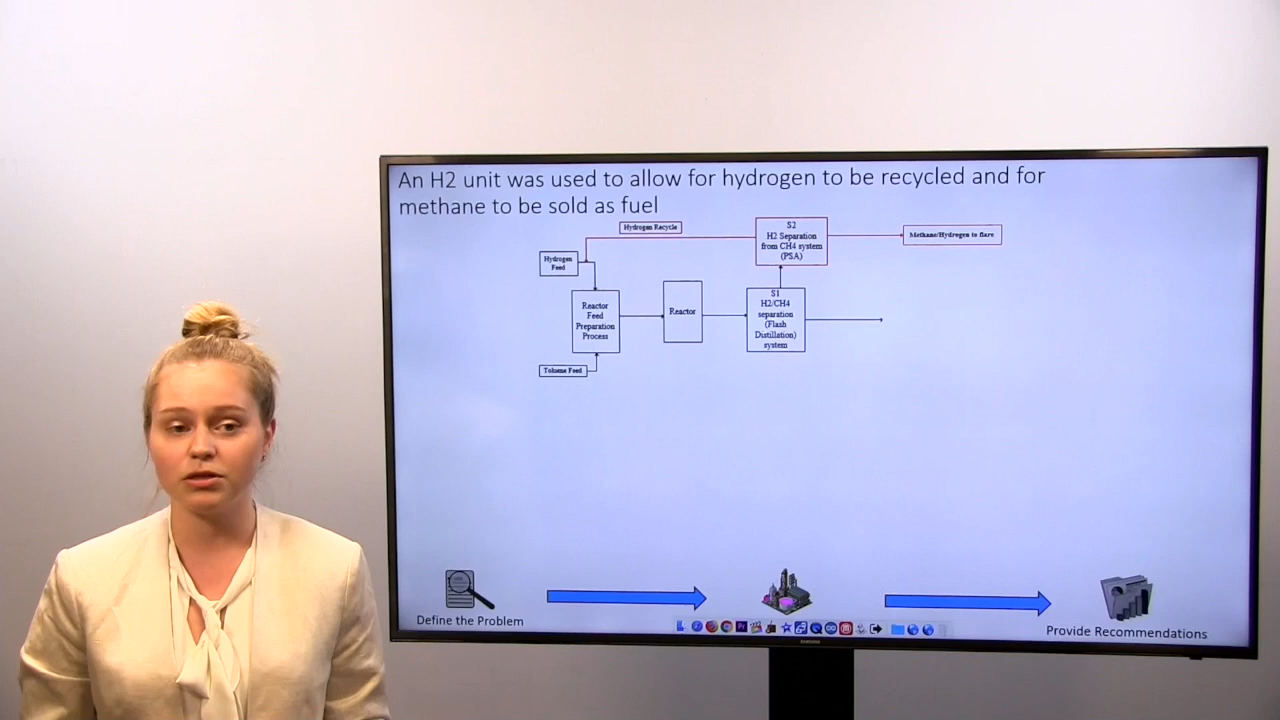 An H2 unit was used to allow for hydrogen to be recycled and for
methane to be sold as fuel
Hydrogen Recycle
S2
H2 Separation
from CH4 system
(PSA)
Methane/Hydrogen to flare
Hydrogen
Feed
Reactor
Feed
Preparation
Process
Reactor
S1
H2/CH4
separation
(Flash
Distillation)
system
Toluene Feed
Define the Problem
Provide Recommendations
SAMSUNG